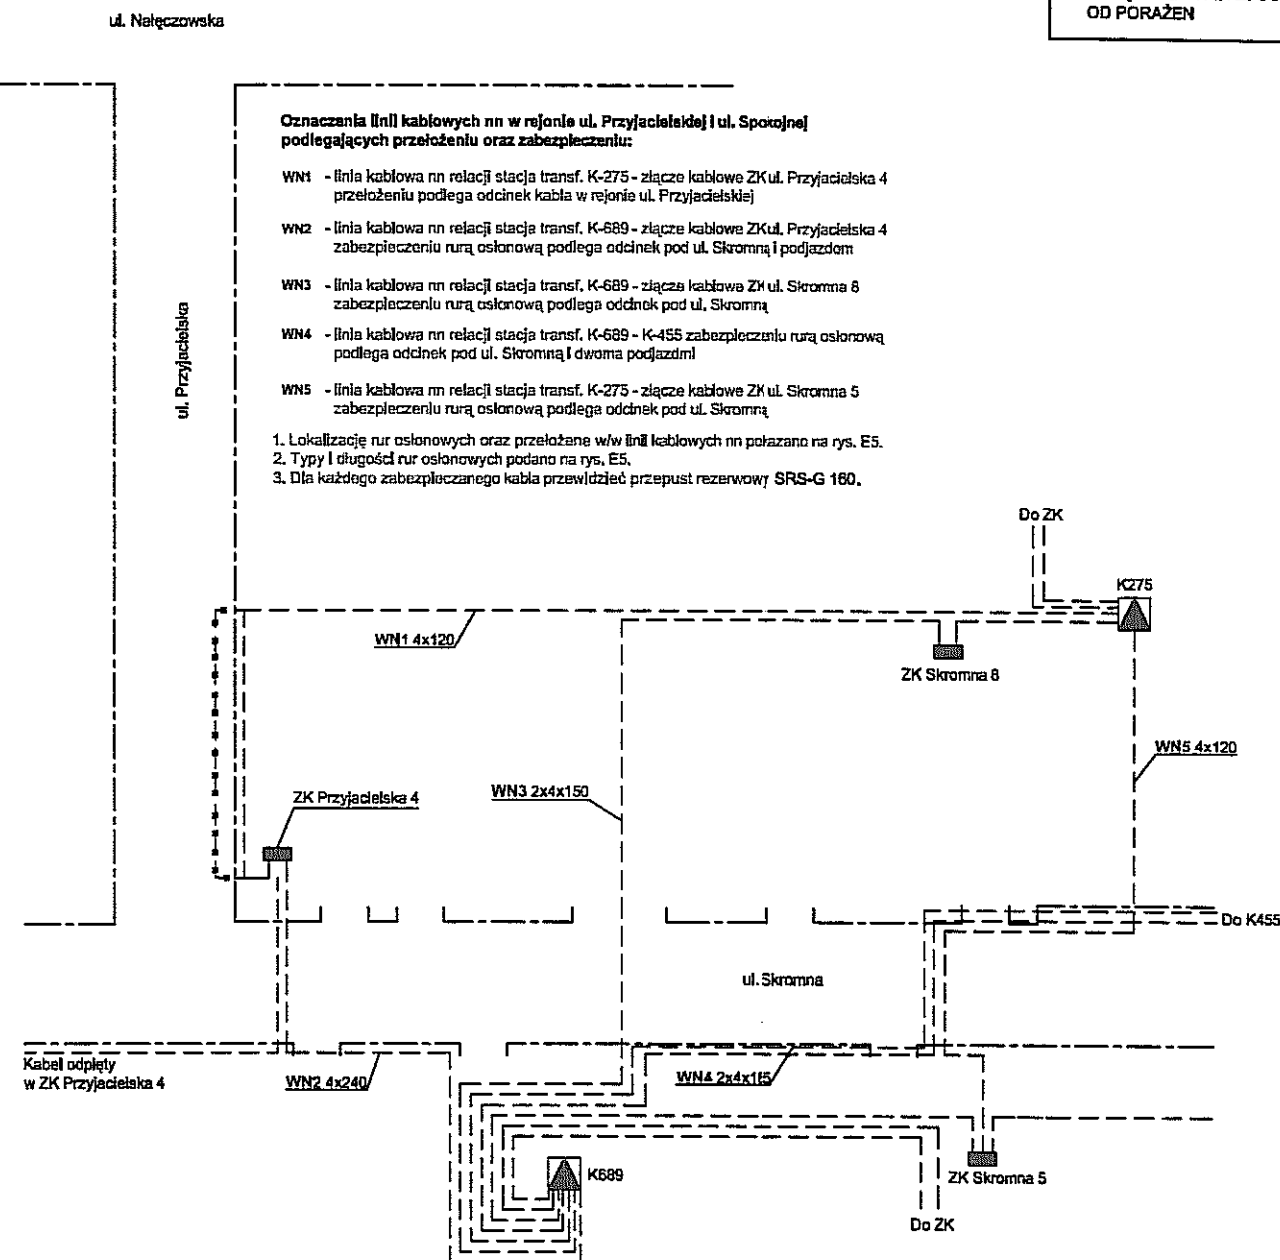 ul. Nałęczowska
OD PORAŻEŃ
Oznaczenia linii kablowych nn w rejonie ul. Przyjacielskiej i ul. Spokojnej
podlegających przełożeniu oraz zabezpieczeniu:
WN1 - linia kablowa nn relacji stacja transf. K-275 - złącze kablowe ZK ul. Przyjacielska 4
przełożeniu podlega odcinek kabla w rejonie ul. Przyjacielskiej
WN2 - linia kablowa nn relacji stacja transf. K-689 - złącze kablowe ZK ul. Przyjacielska 4
zabezpieczeniu rurą osłonową podlega odcinek pod ul. Skromną i podjazdem
WN3 - linia kablowa nn relacji stacja transf. K-689 - złącze kablowe ZK ul. Skromna 8
zabezpieczeniu rurą osłonową podlega odcinek pod ul. Skromną
WN4 - linia kablowa nn relacji stacja transf. K-689 - K-455 zabezpieczeniu rurą osłonową
podlega odcinek pod ul. Skromną i dwoma podjazdmi
WN5 - linia kablowa nn relacji stacja transf. K-275 - złącze kablowe ZK ul. Skromna 5
zabezpieczeniu rurą osłonową podlega odcinek pod ul. Skromną
1. Lokalizację rur osłonowych oraz przełożene w/w linii kablowych nn pokazano na rys. E5.
2. Typy i długości rur osłonowych podano na rys. E5.
3. Dla każdego zabezpieczanego kabla przewidzieć przepust rezerwowy SRS-G 160.
ul. Przyjacielska
Do ZK
K275
WN1 4x120
ZK Skromna 8
WN5 4x120
WN3 2x4x150
ZK Przyjacielska 4
Do K455
ul. Skromna
Kabel odpięty
w ZK Przyjacielska 4
WN2 4x240
WN4 2x4x185
K689
ZK Skromna 5
Do ZK